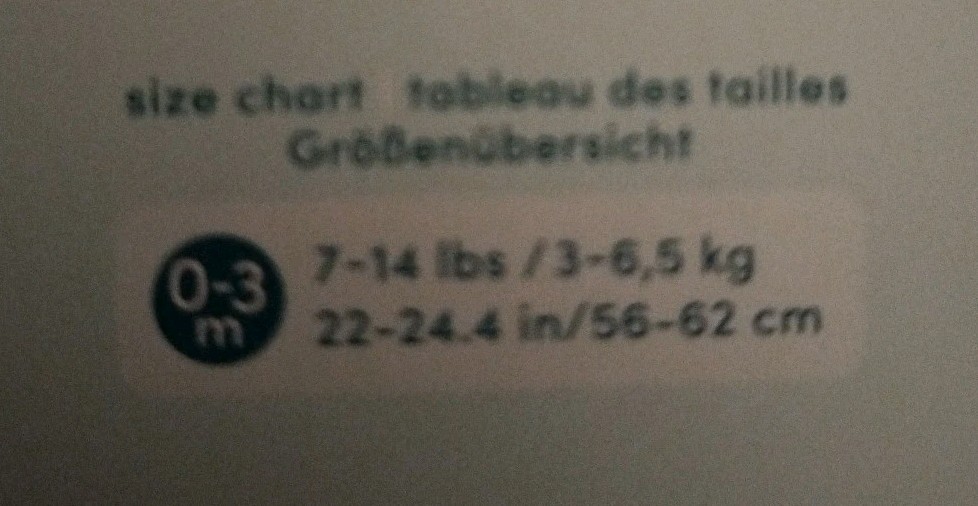 size chart tableau des tailles
Größenübersicht
0-3
m
7-14 lbs / 3-6,5 kg
22-24.4 in/56-62 cm